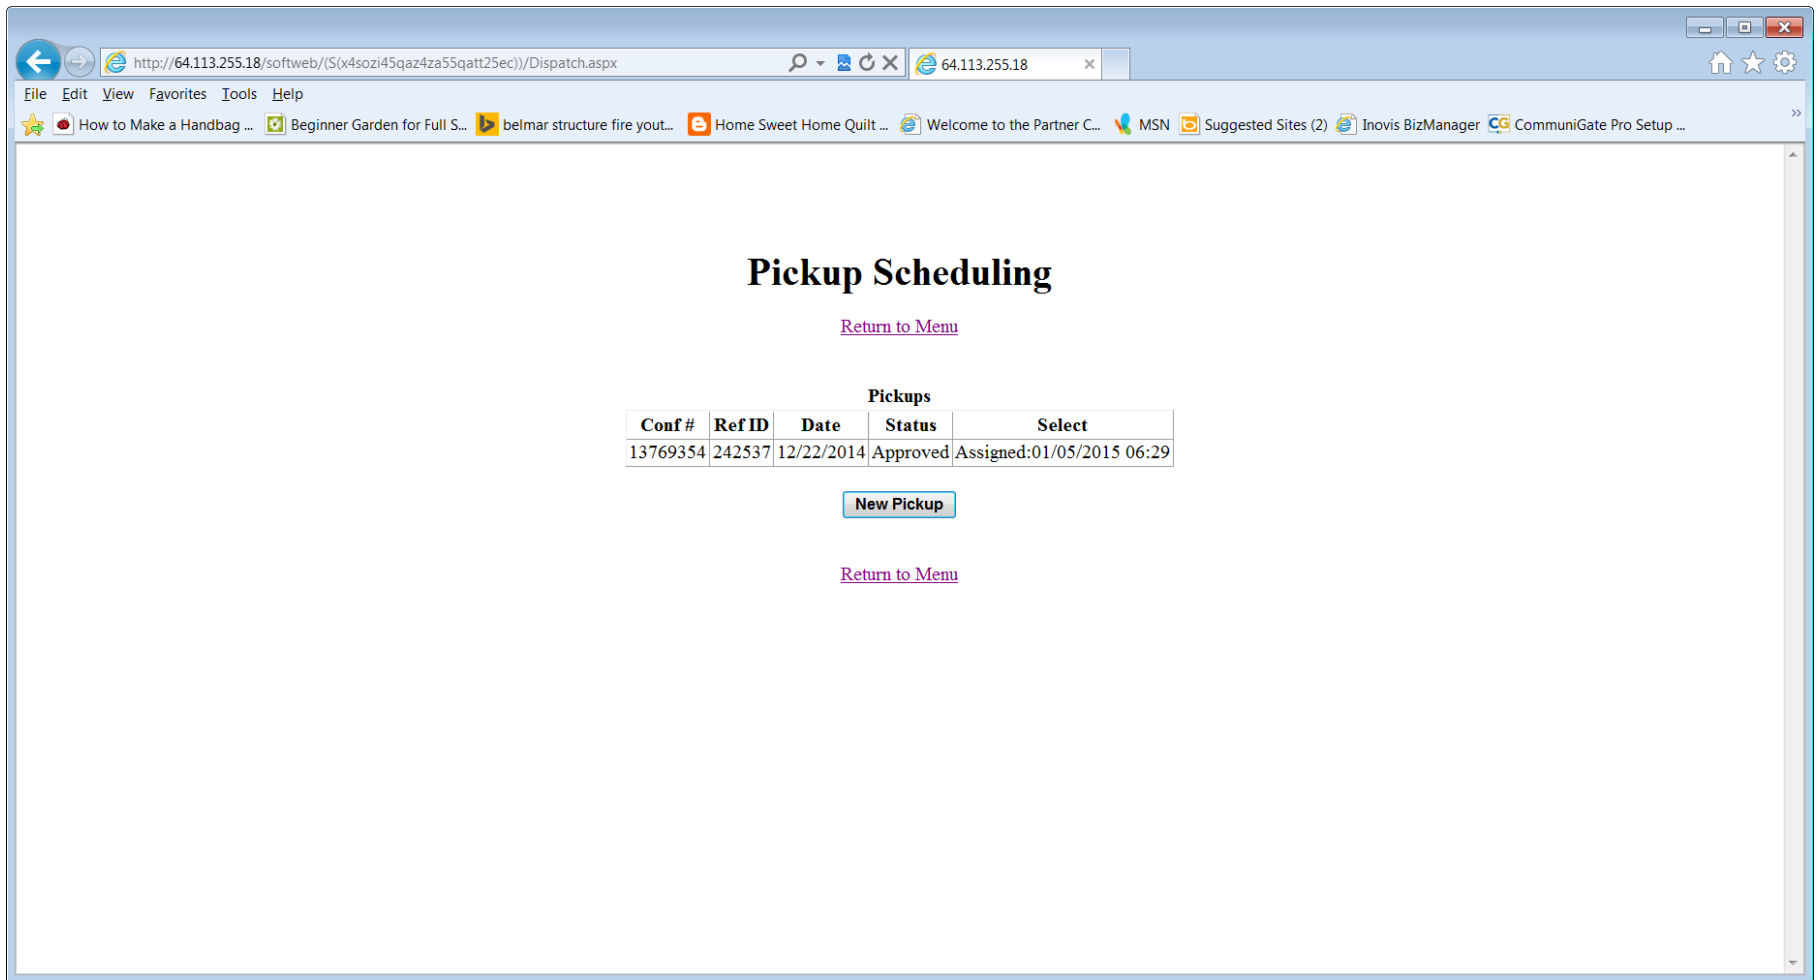 http://64.113.255.18/softweb/(S(x4sozi45qaz4za55qatt25ec))/Dispatch.aspx 64.113.255.18
File Edit View Favorites Tools Help
How to Make a Handbag ... Beginner Garden for Full S... belmar structure fire yout... Home Sweet Home Quilt ... Welcome to the Partner C... MSN Suggested Sites (2) Inovis BizManager CG CommuniGate Pro Setup ...
Pickup Scheduling
Return to Menu
Pickups
Conf # Ref ID Date Status Select
13769354 242537 12/22/2014 Approved Assigned:01/05/2015 06:29
New Pickup
Return to Menu